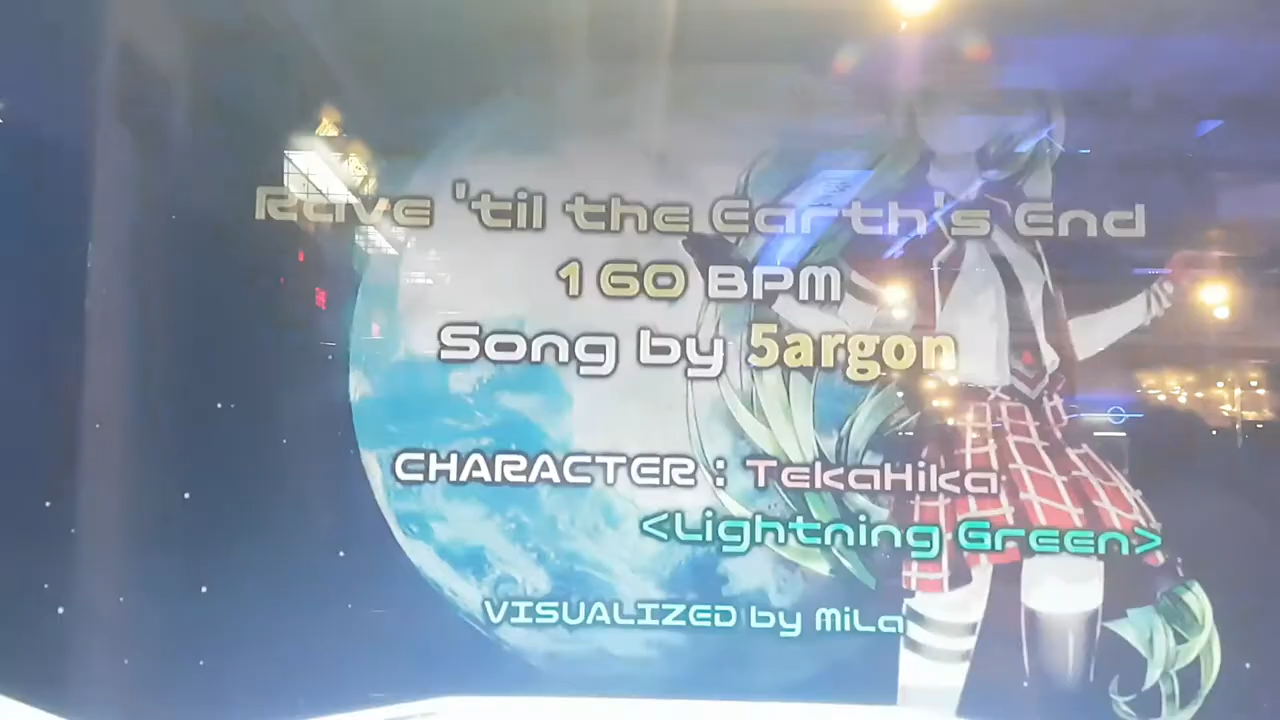 Rave 'til the Earth's End
160 BPM
Song by 5argon
CHARACTER : TekaHika
<Lightning Green>
VISUALIZED by MiLa